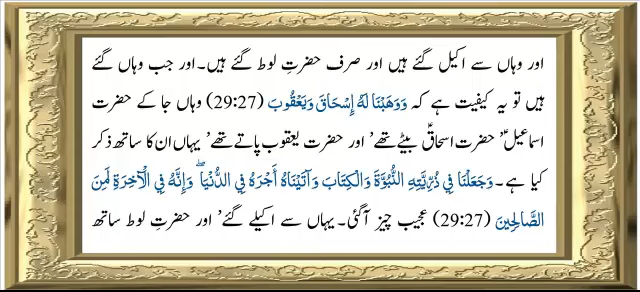 اور وہاں سے اکیل گئے ہیں اور صرف حضرتِ لوط گئے ہیں۔ اور جب وہاں گئے
ہیں تو یہ کیفیت ہے کہ وَوَهَبْنَا لَهُ إِسْحَاقَ وَيَعْقُوبَ (29:27) وہاں جا کے حضرت
اسماعیلؑ، حضرت اسحاقؑ بیٹے تھے، اور حضرت یعقوب پاتے تھے، یہاں ان کا ساتھ ذکر
کیا ہے۔ وَجَعَلْنَا فِي ذُرِّيَّتِهِ النُّبُوَّةَ وَالْكِتَابَ وَآتَيْنَاهُ أَجْرَهُ فِي الدُّنْيَا ۖ وَإِنَّهُ فِي الْآخِرَةِ لَمِنَ
الصَّالِحِينَ (29:27) عجیب چیز آگئی۔ یہاں سے اکیلے گئے، اور حضرتِ لوط ساتھ